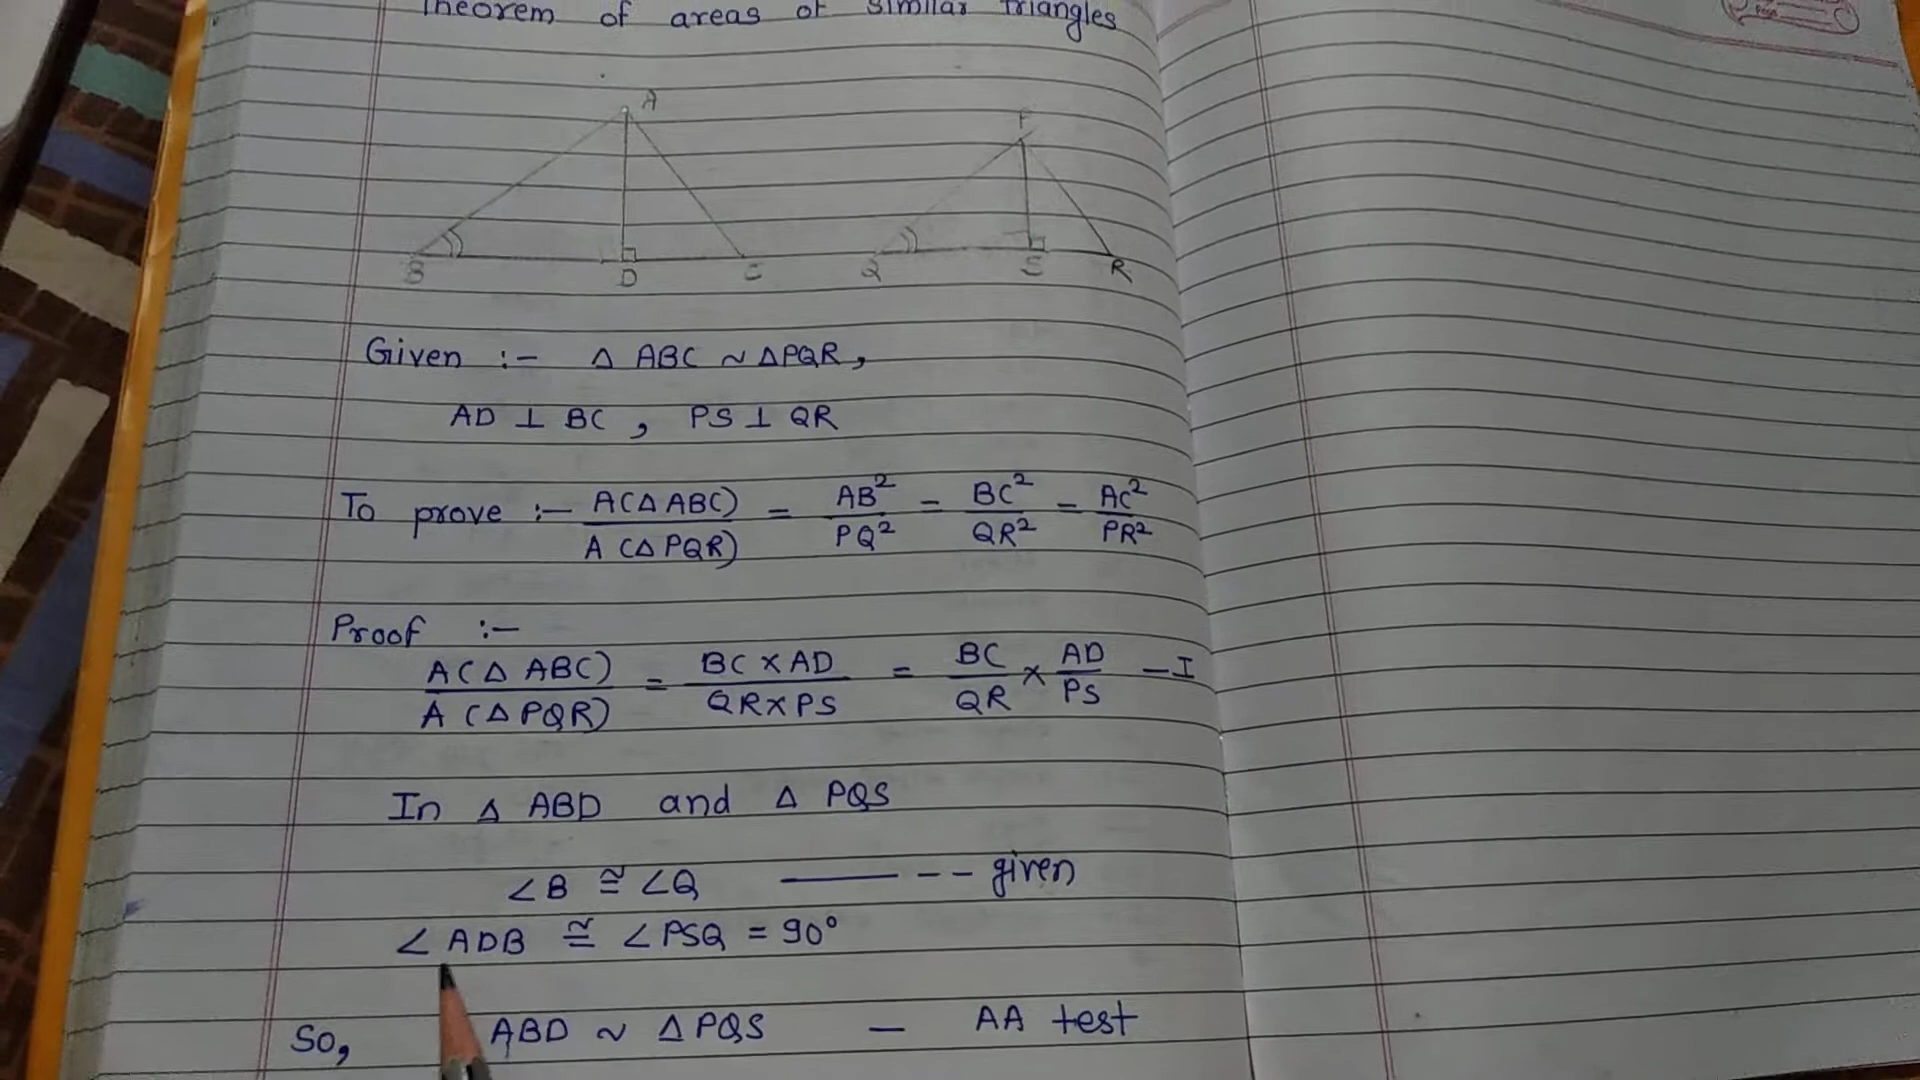 Theorem of areas of similar triangles
A
B D C
Q S R
Given :- △ ABC ~ △PQR,
AD ⊥ BC , PS ⊥ QR
To prove :- A(△ ABC) / A (△ PQR) = AB² / PQ² = BC² / QR² = AC² / PR²
Proof :-
A(△ ABC) / A (△ PQR) = BC × AD / QR × PS = BC / QR × AD / PS — I
In △ ABD and △ PQS
∠B ≅ ∠Q ——— - - given
∠ ADB ≅ ∠ PSQ = 90°
So, ABD ~ △ PQS — AA test